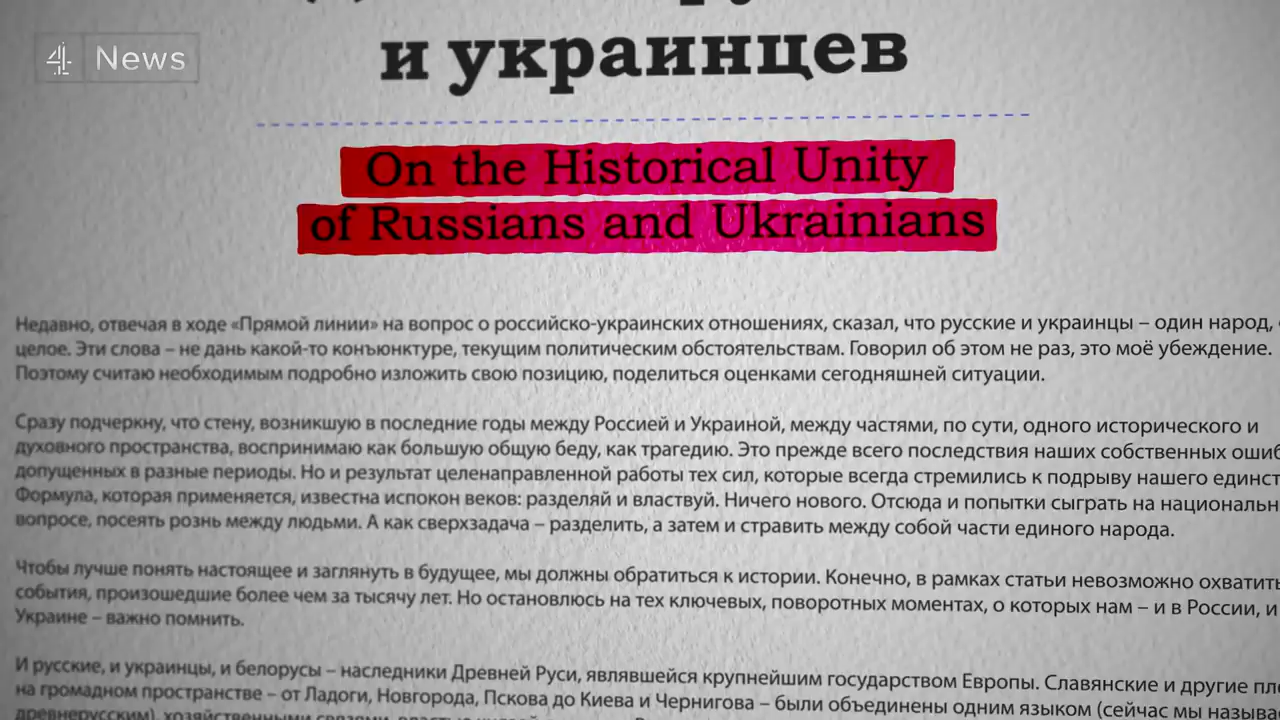 4 News
и украинцев
On the Historical Unity
of Russians and Ukrainians
Недавно, отвечая в ходе «Прямой линии» на вопрос о российско-украинских отношениях, сказал, что русские и украинцы – один народ,
целое. Эти слова – не дань какой-то конъюнктуре, текущим политическим обстоятельствам. Говорил об этом не раз, это моё убеждение.
Поэтому считаю необходимым подробно изложить свою позицию, поделиться оценками сегодняшней ситуации.
Сразу подчеркну, что стену, возникшую в последние годы между Россией и Украиной, между частями, по сути, одного исторического и
духовного пространства, воспринимаю как большую общую беду, как трагедию. Это прежде всего последствия наших собственных ошиб
допущенных в разные периоды. Но и результат целенаправленной работы тех сил, которые всегда стремились к подрыву нашего единст
Формула, которая применяется, известна испокон веков: разделяй и властвуй. Ничего нового. Отсюда и попытки сыграть на националь
вопросе, посеять рознь между людьми. А как сверхзадача – разделить, а затем и стравить между собой части единого народа.
Чтобы лучше понять настоящее и заглянуть в будущее, мы должны обратиться к истории. Конечно, в рамках статьи невозможно охватить
события, произошедшие более чем за тысячу лет. Но остановлюсь на тех ключевых, поворотных моментах, о которых нам – и в России, и
Украине – важно помнить.
И русские, и украинцы, и белорусы – наследники Древней Руси, являвшейся крупнейшим государством Европы. Славянские и другие пле
на громадном пространстве – от Ладоги, Новгорода, Пскова до Киева и Чернигова – были объединены одним языком (сейчас мы называ
древнерусским), хозяйственными связями,